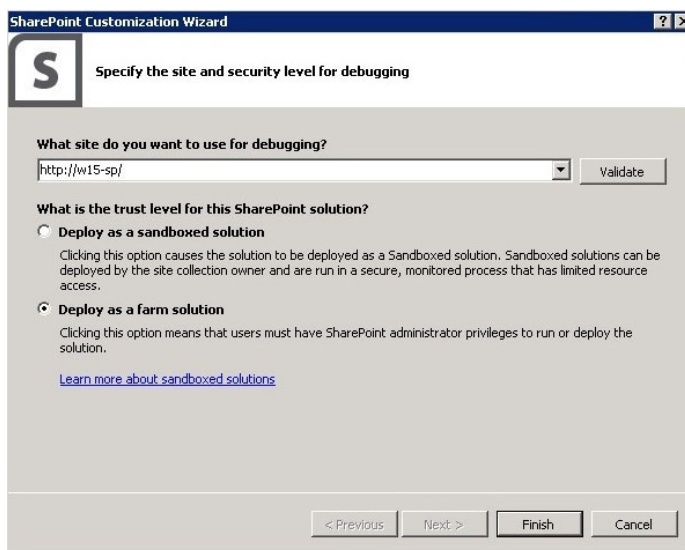 SharePoint Customization Wizard
S
Specify the site and security level for debugging
What site do you want to use for debugging?
http://w15-sp/
Validate
What is the trust level for this SharePoint solution?
Deploy as a sandboxed solution
Clicking this option causes the solution to be deployed as a Sandboxed solution. Sandboxed solutions can be
deployed by the site collection owner and are run in a secure, monitored process that has limited resource
access.
Deploy as a farm solution
Clicking this option means that users must have SharePoint administrator privileges to run or deploy the
solution.
Learn more about sandboxed solutions
< Previous
Next >
Finish
Cancel